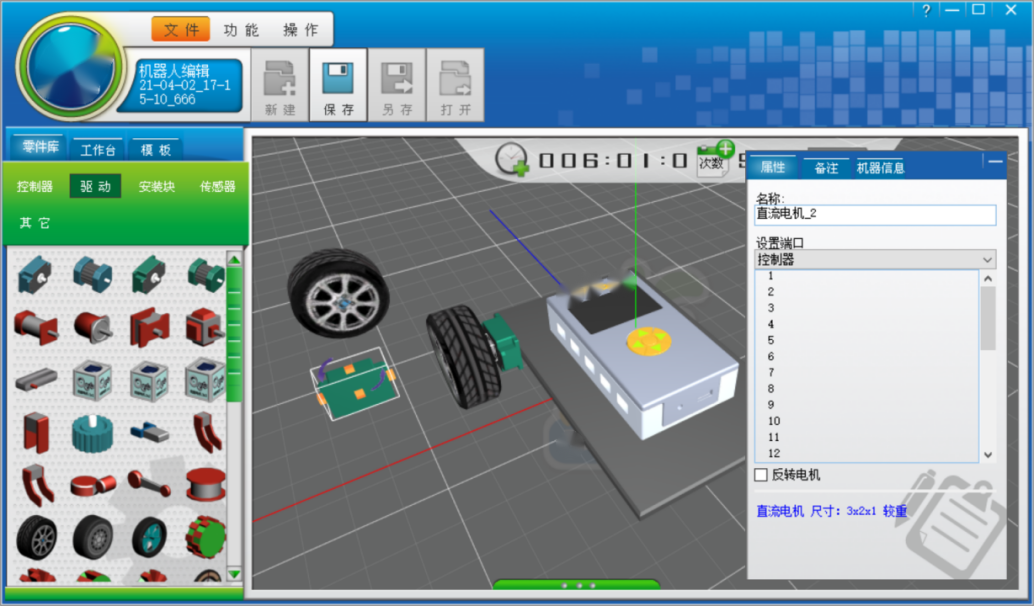 ?
文件 功能 操作
机器人编辑
21-04-02_17-1
5-10_666
新建 保存 另存 打开
零件库 工作台 模板
控制器 驱动 安装块 传感器
其它
006:01:0
次数
属性 备注 机器信息
名称:
直流电机_2
设置端口
控制器
1
2
3
4
5
6
7
8
9
10
11
12
反转电机
直流电机 尺寸: 3x2x1 较重